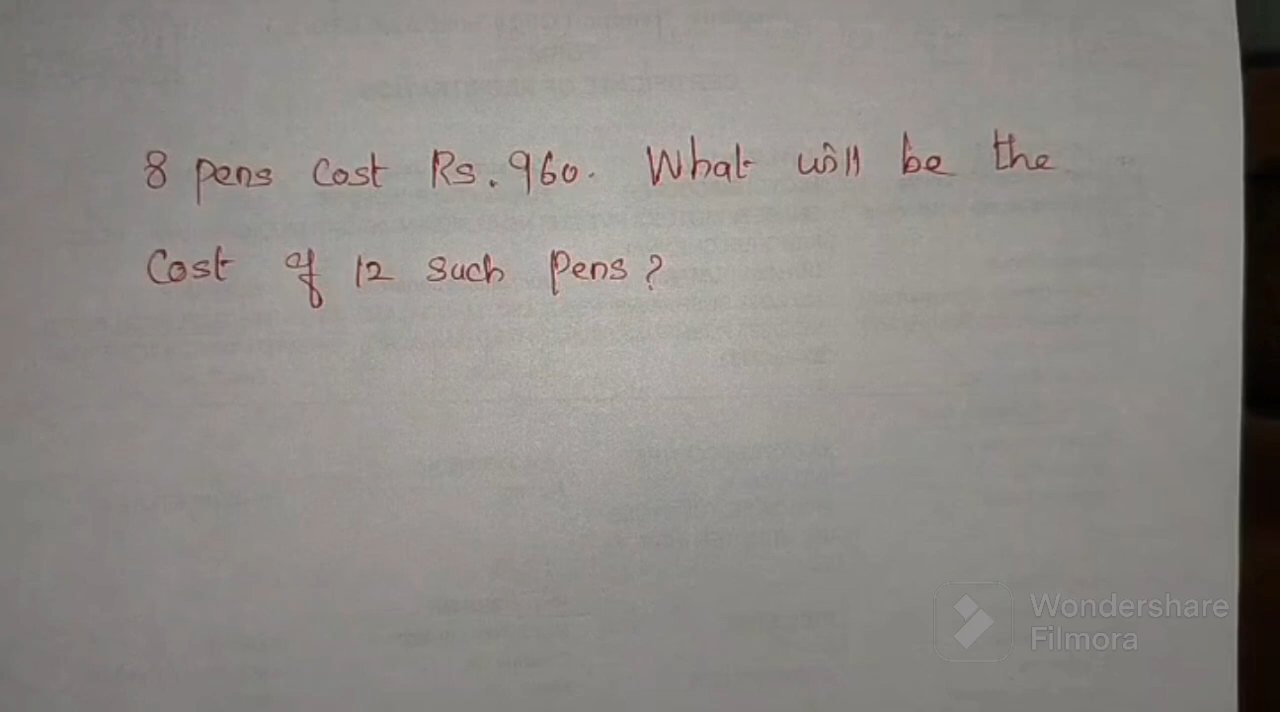 8 pens cost Rs. 960. What will be the
Cost of 12 such pens?
Wondershare
Filmora